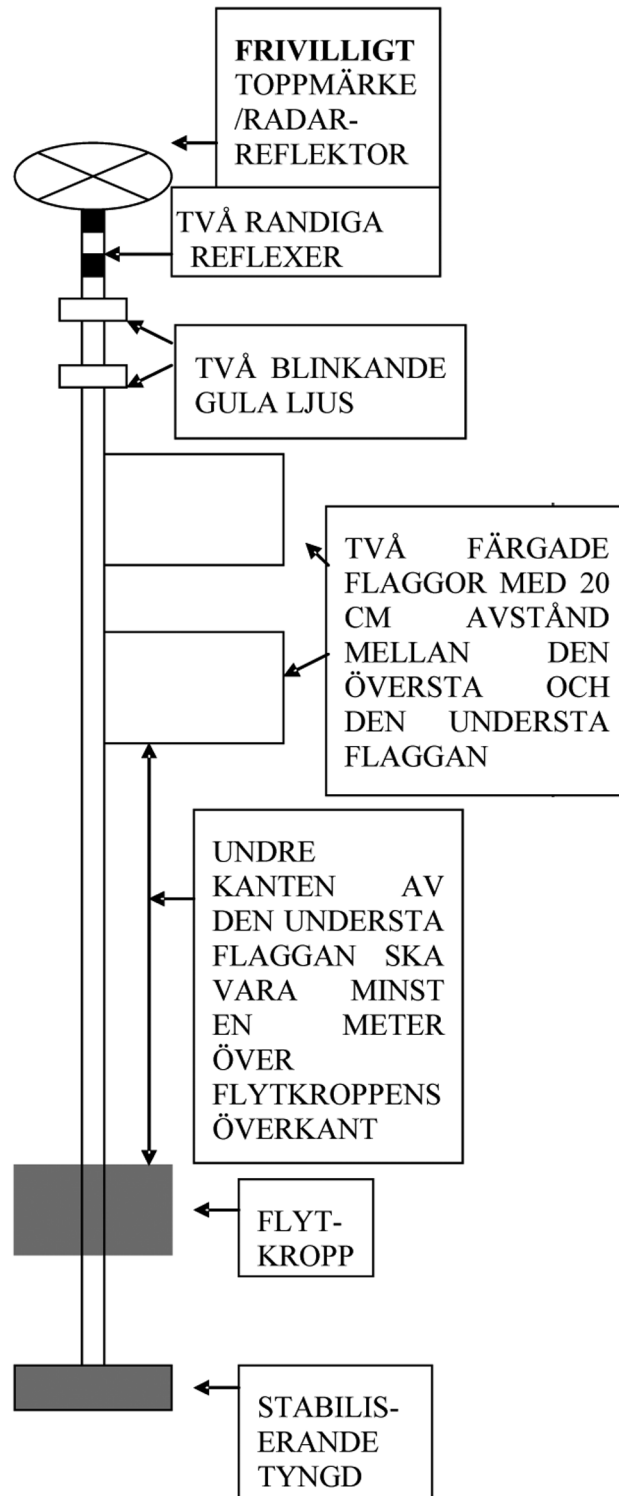 FRIVILLIGT
TOPPMÄRKE
/RADAR-
REFLEKTOR
TVÅ RANDIGA
REFLEXER
TVÅ BLINKANDE
GULA LJUS
TVÅ FÄRGADE
FLAGGOR MED 20
CM AVSTÅND
MELLAN DEN
ÖVERSTA OCH
DEN UNDERSTA
FLAGGAN
UNDRE
KANTEN AV
DEN UNDERSTA
FLAGGAN SKA
VARA MINST
EN METER
ÖVER
FLYTKROPPENS
ÖVERKANT
FLYT-
KROPP
STABILIS-
ERANDE
TYNGD